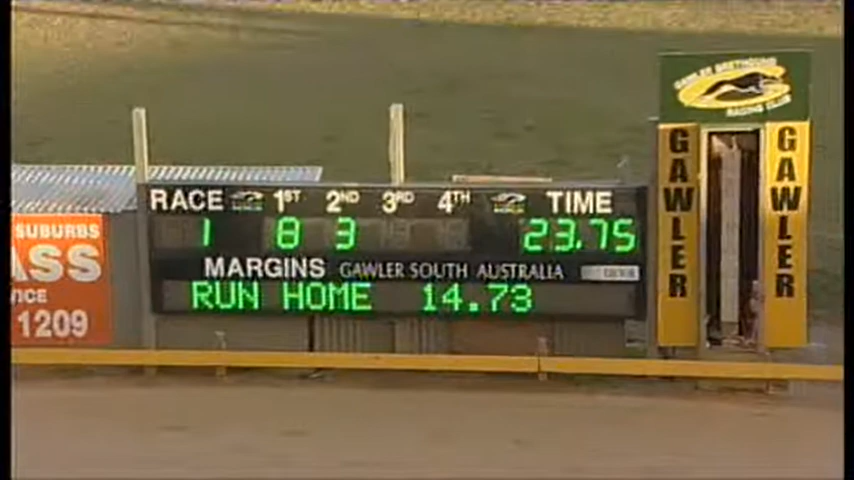 GAWLER GREYHOUND
RACING CLUB
RACE 1ST 2ND 3RD 4TH TIME
1 8 3 23.75
MARGINS GAWLER SOUTH AUSTRALIA
RUN HOME 14.73
SUBURBS
ASS
NCE
1209
GAWLER
GAWLER